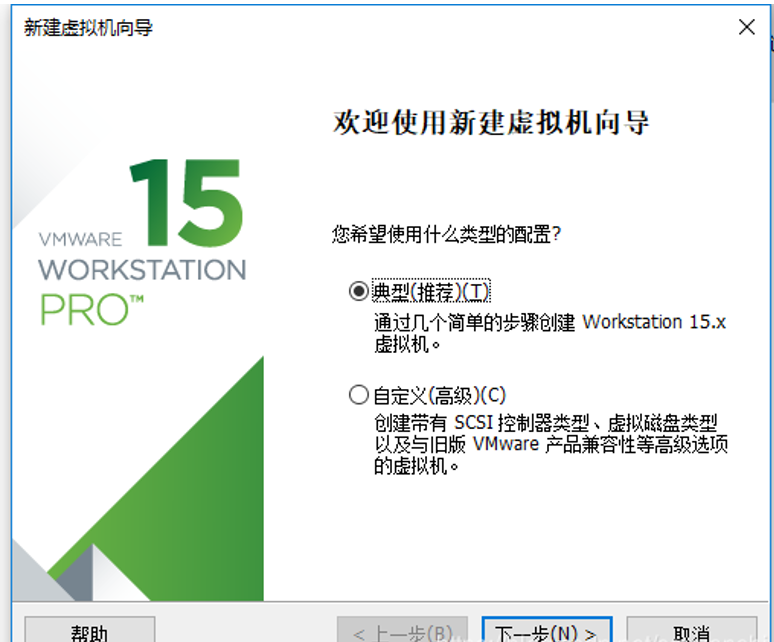 新建虚拟机向导
欢迎使用新建虚拟机向导
15
VMWARE
WORKSTATION
PRO™
您希望使用什么类型的配置?
典型(推荐)(T)
通过几个简单的步骤创建 Workstation 15.x
虚拟机。
自定义(高级)(C)
创建带有 SCSI 控制器类型、虚拟磁盘类型
以及与旧版 VMware 产品兼容性等高级选项
的虚拟机。
帮助
< 上一步(B)
下一步(N) >
取消